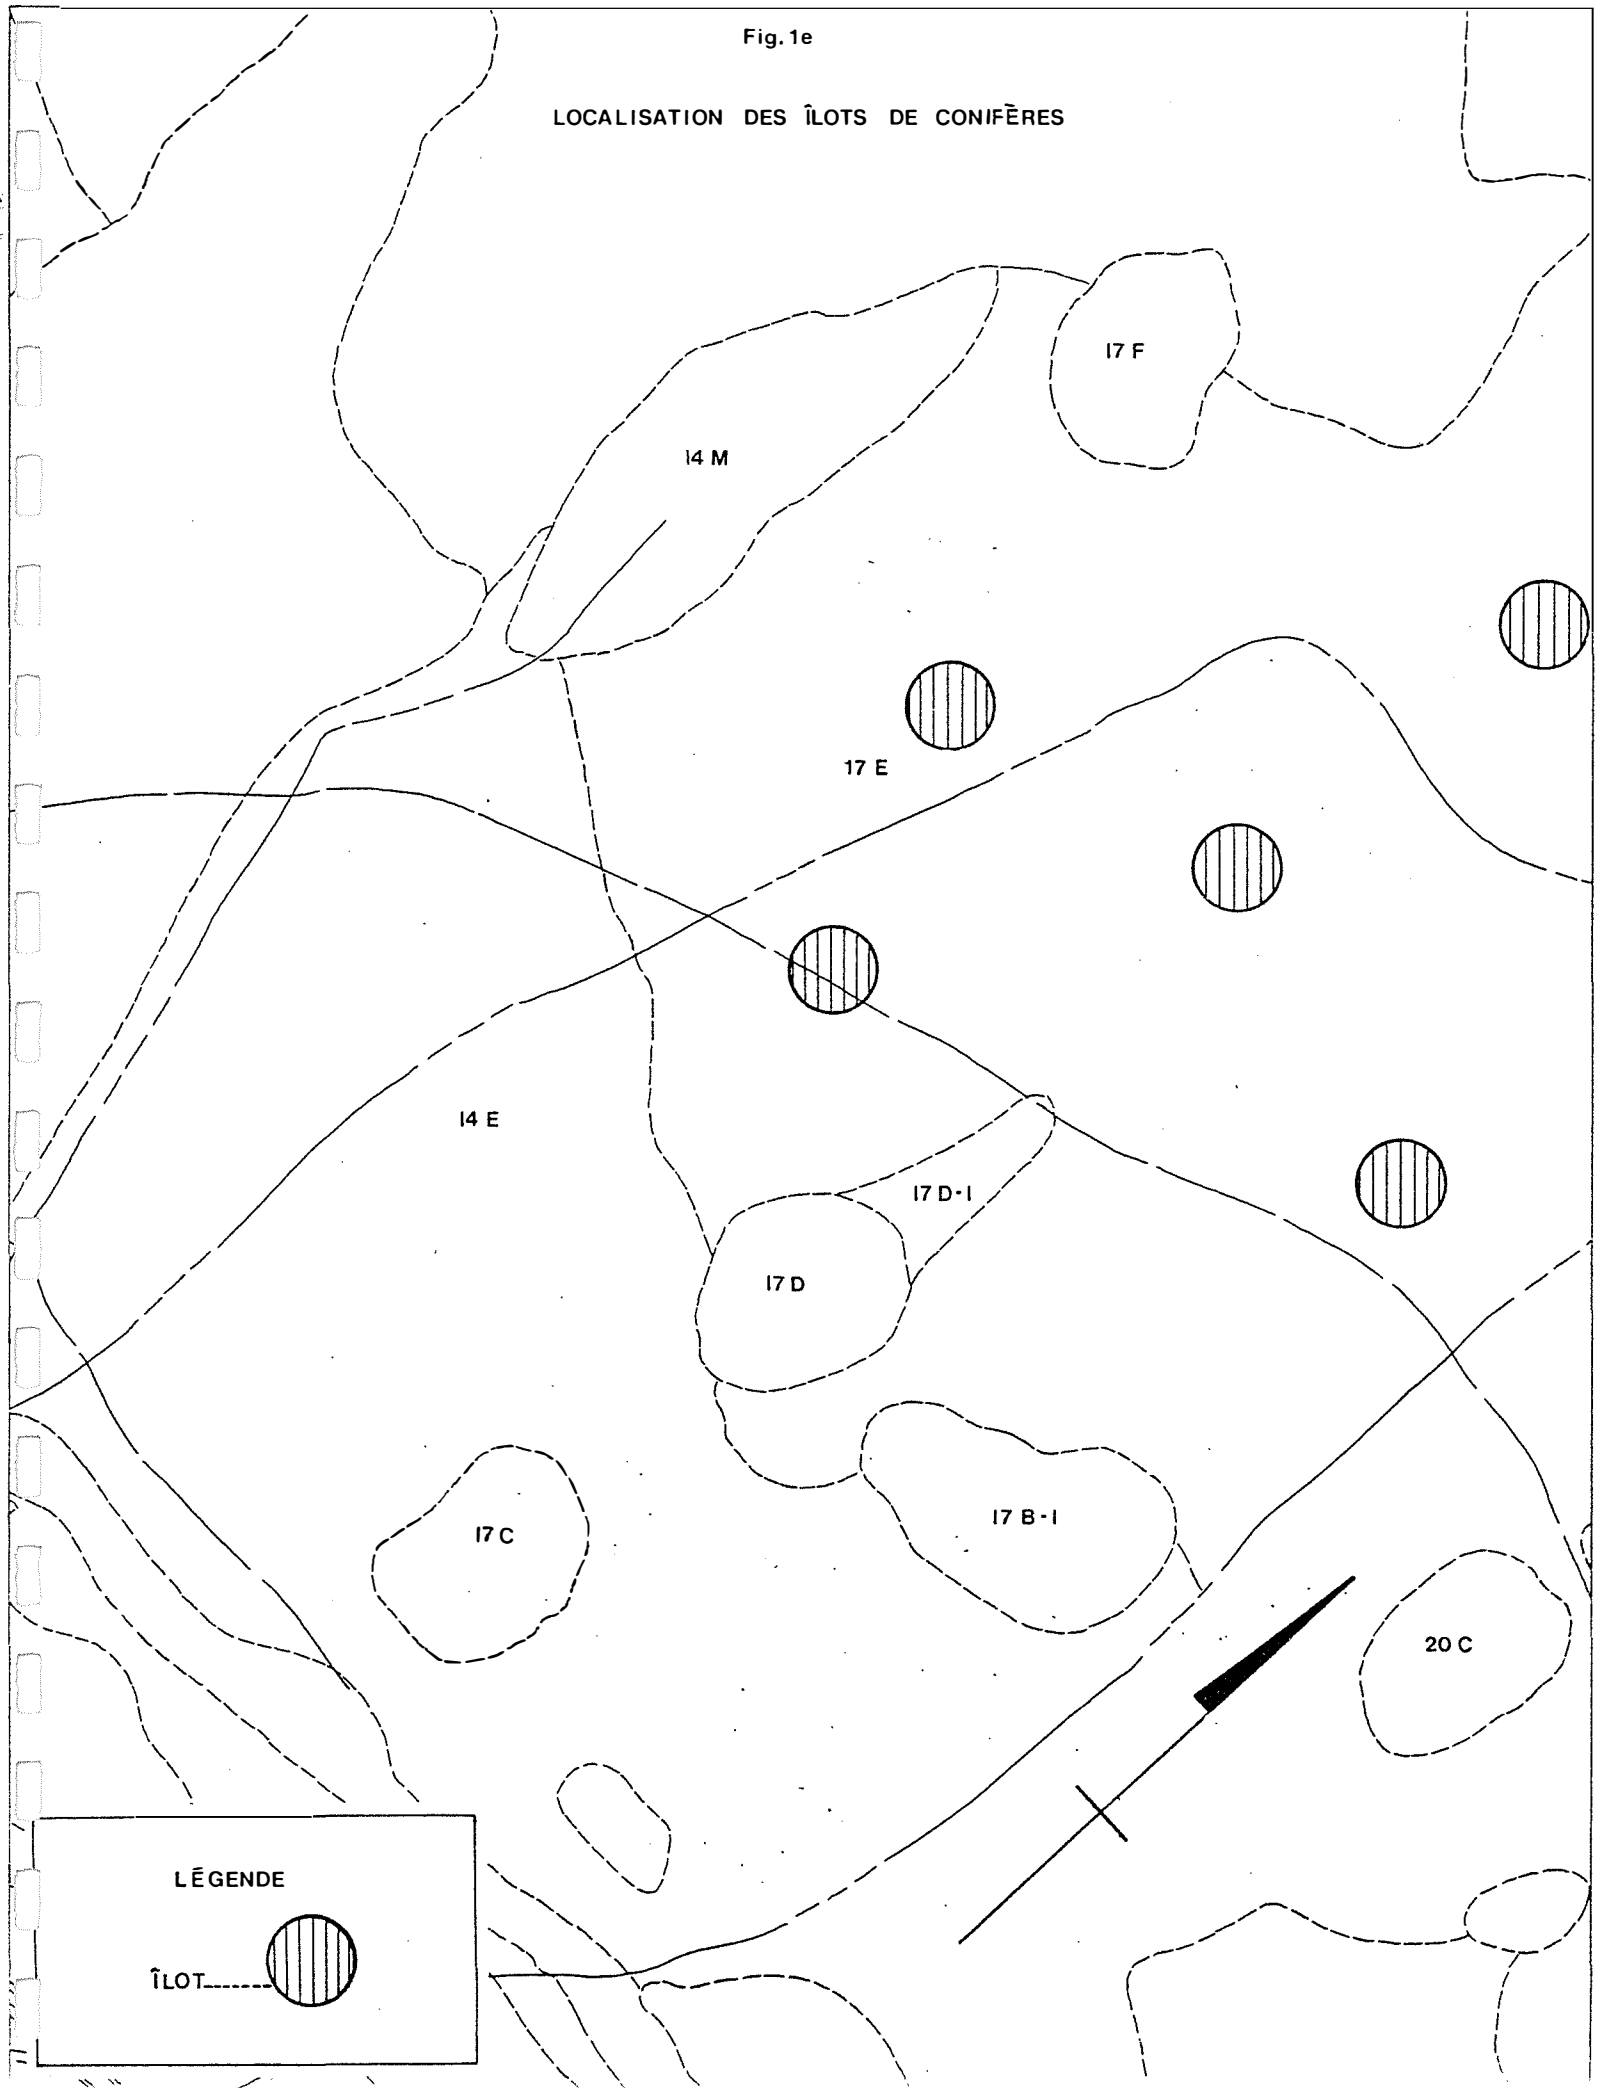 Fig. 1e
LOCALISATION DES ÎLOTS DE CONIFÈRES
17 F
14 M
17 E
14 E
17 D-1
17 D
17 B-1
17 C
20 C
LÉGENDE
ÎLOT